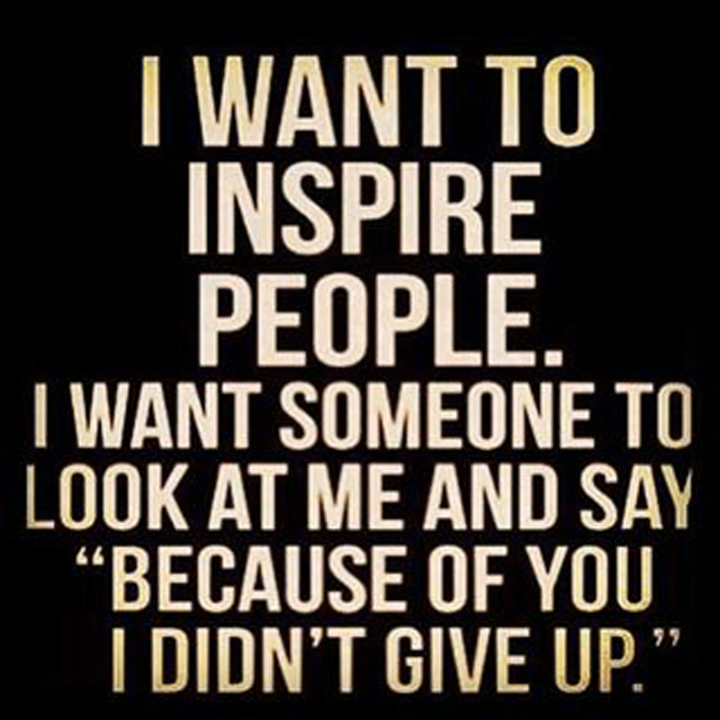 I WANT TO
INSPIRE
PEOPLE.
I WANT SOMEONE TO
LOOK AT ME AND SAY
“BECAUSE OF YOU
I DIDN’T GIVE UP.”